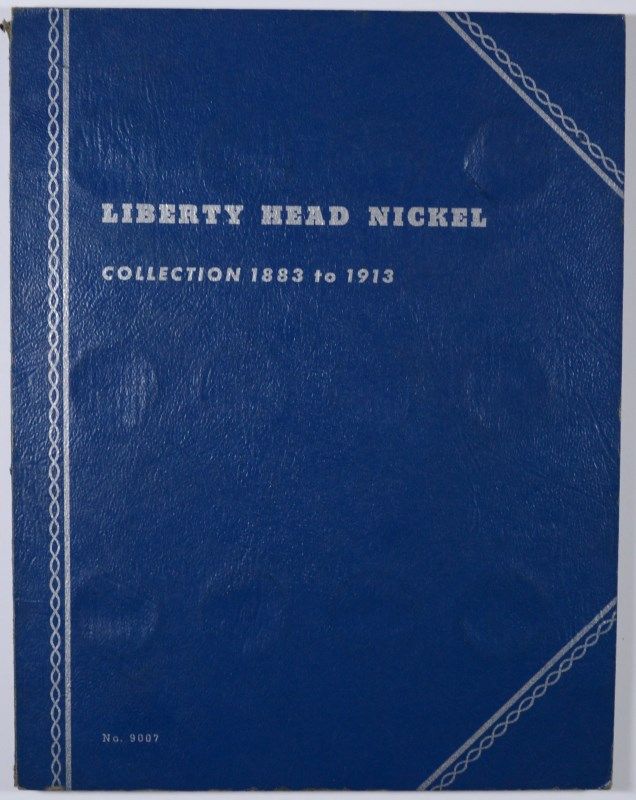 LIBERTY HEAD NICKEL
COLLECTION 1883 to 1913
No. 9007